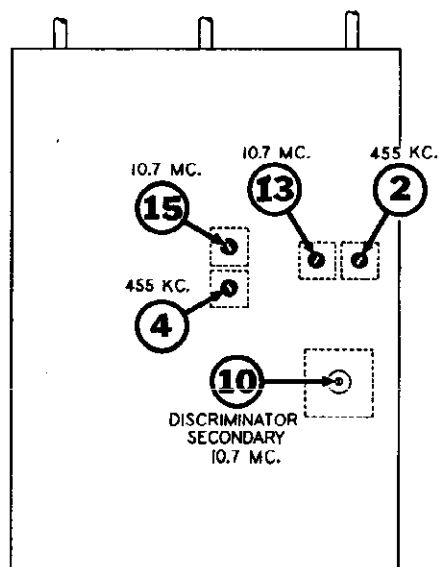 10.7 MC.
15
10.7 MC.
13
455 KC.
2
455 KC.
4
10
DISCRIMINATOR
SECONDARY
10.7 MC.